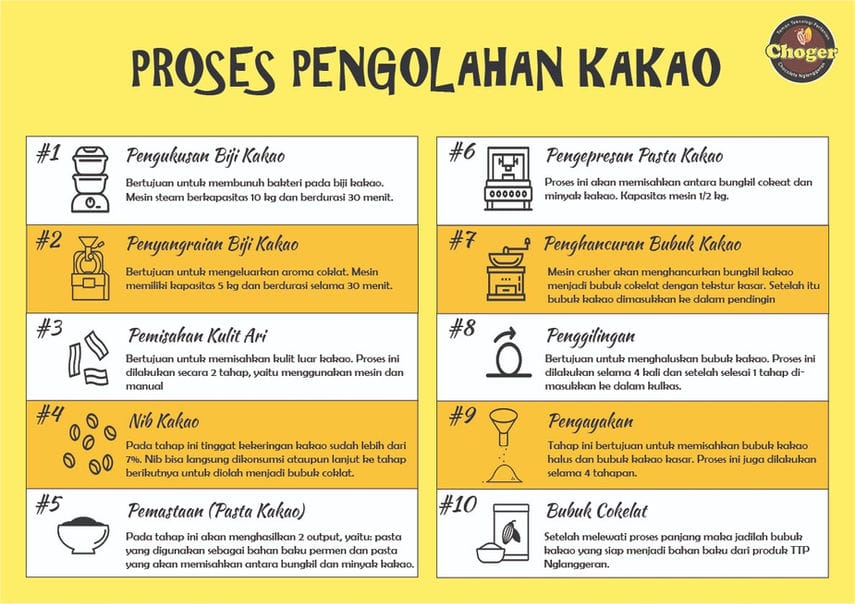 PROSES PENGOLAHAN KAKAO
Taman Teknologi Pertanian
Choger
Chocolate Nglanggeran
#1
Pengukusan Biji Kakao
Bertujuan untuk membunuh bakteri pada biji kakao.
Mesin steam berkapasitas 10 kg dan berdurasi 30 menit.
#2
Penyangraian Biji Kakao
Bertujuan untuk mengeluarkan aroma coklat. Mesin
memiliki kapasitas 5 kg dan berdurasi selama 30 menit.
#3
Pemisahan Kulit Ari
Bertujuan untuk memisahkan kulit luar kakao. Proses ini
dilakukan secara 2 tahap, yaitu menggunakan mesin dan
manual
#4
Nib Kakao
Pada tahap ini tinggat kekeringan kakao sudah lebih dari
7%. Nib bisa langsung dikonsumsi ataupun lanjut ke tahap
berikutnya untuk diolah menjadi bubuk coklat.
#5
Pemastaan (Pasta Kakao)
Pada tahap ini akan menghasilkan 2 output, yaitu: pasta
yang digunakan sebagai bahan baku permen dan pasta
yang akan memisahkan antara bungkil dan minyak kakao.
#6
Pengepresan Pasta Kakao
Proses ini akan memisahkan antara bungkil cokeat dan
minyak kakao. Kapasitas mesin 1/2 kg.
#7
Penghancuran Bubuk Kakao
Mesin crusher akan menghancurkan bungkil kakao
menjadi bubuk cokelat dengan tekstur kasar. Setelah itu
bubuk kakao dimasukkan ke dalam pendingin
#8
Penggilingan
Bertujuan untuk menghaluskan bubuk kakao. Proses ini
dilakukan selama 4 kali dan setelah selesai 1 tahap di-
masukkan ke dalam kulkas.
#9
Pengayakan
Tahap ini bertujuan untuk memisahkan bubuk kakao
halus dan bubuk kakao kasar. Proses ini juga dilakukan
selama 4 tahapan.
#10
Bubuk Cokelat
Setelah melewati proses panjang maka jadilah bubuk
kakao yang siap menjadi bahan baku dari produk TTP
Nglanggeran.